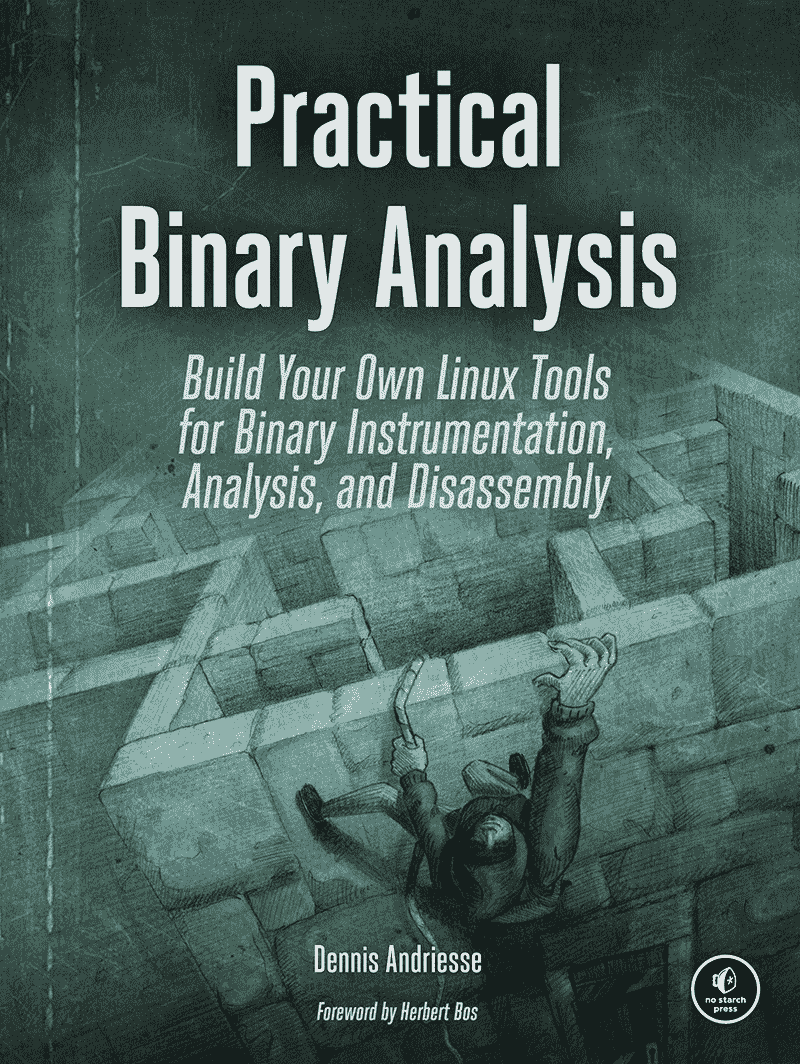 Practical
Binary Analysis
Build Your Own Linux Tools
for Binary Instrumentation,
Analysis, and Disassembly
Dennis Andriesse
Foreword by Herbert Bos
no starch
press